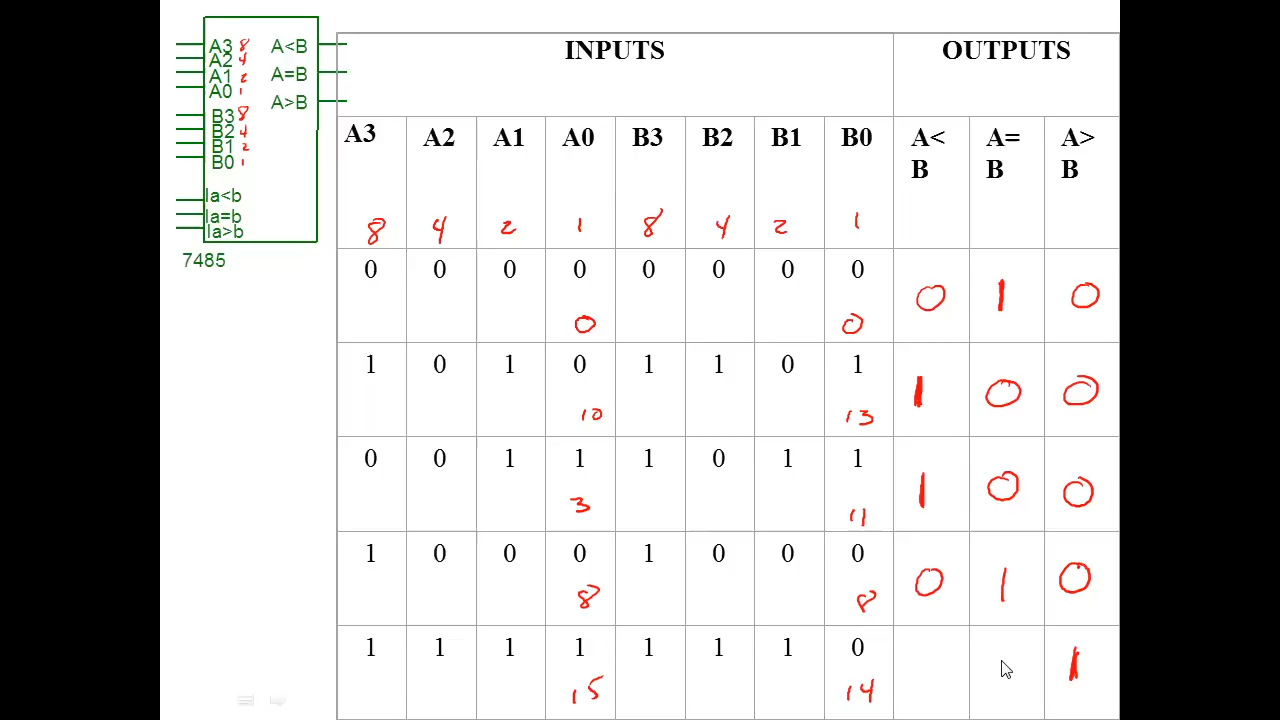 A3 8 A<B
A2 4
A1 2 A=B
A0 1 A>B
B3 8
B2 4
B1 2
B0 1
Ia<b
Ia=b
Ia>b
7485
INPUTS OUTPUTS
A3 A2 A1 A0 B3 B2 B1 B0 A< A= A>
B B B
8 4 2 1 8 4 2 1
0 0 0 0 0 0 0 0
0 1 0
0 0
1 0 1 0 1 1 0 1
1 0 0
10 13
0 0 1 1 1 0 1 1
1 0 0
3 11
1 0 0 0 1 0 0 0
0 1 0
8 8
1 1 1 1 1 1 1 0
1
15 14